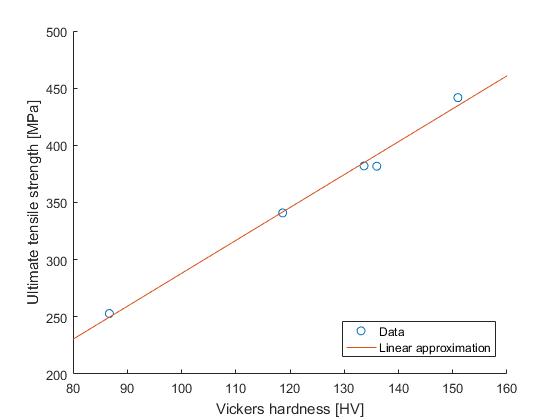 500
450
400
350
300
250
200
80 90 100 110 120 130 140 150 160
Ultimate tensile strength [MPa]
Vickers hardness [HV]
Data
Linear approximation